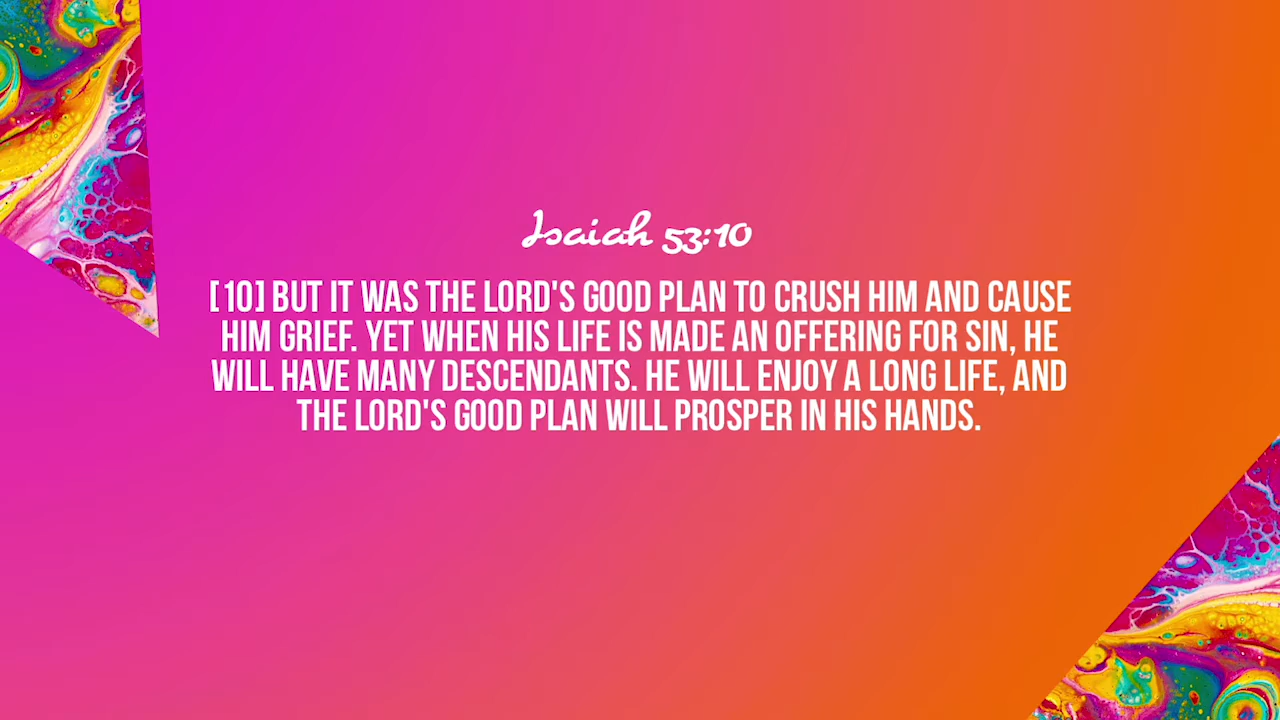 Isaiah 53:10
[10] BUT IT WAS THE LORD'S GOOD PLAN TO CRUSH HIM AND CAUSE
HIM GRIEF. YET WHEN HIS LIFE IS MADE AN OFFERING FOR SIN, HE
WILL HAVE MANY DESCENDANTS. HE WILL ENJOY A LONG LIFE, AND
THE LORD'S GOOD PLAN WILL PROSPER IN HIS HANDS.